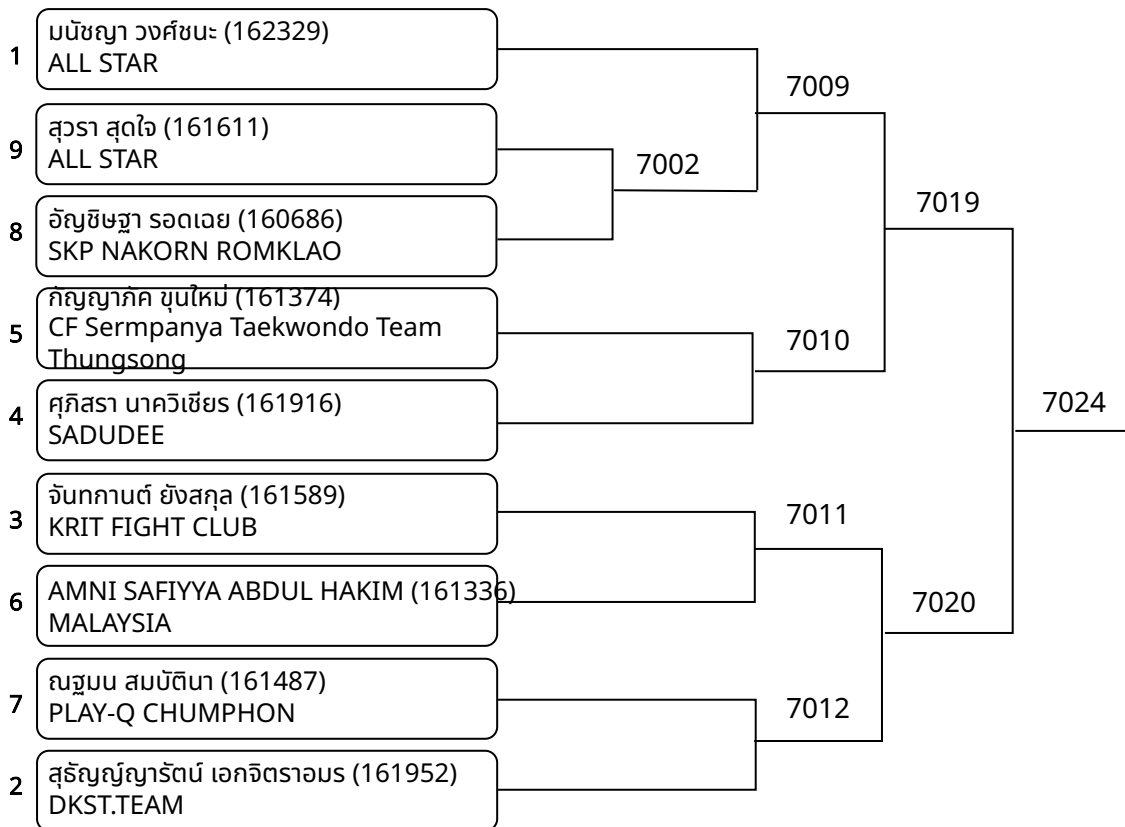 1
มนัชญา วงศ์ชนะ (162329)
ALL STAR
7009
9
สุวรา สุดใจ (161611)
ALL STAR
7002
8
อัญชิษฐา รอดเฉย (160686)
SKP NAKORN ROMKLAO
7019
5
กัญญาภัค ขุนใหม่ (161374)
CF Sermpanya Taekwondo Team
Thungsong
7010
4
ศุภิสรา นาควิเชียร (161916)
SADUDEE
7024
3
จันทกานต์ ยังสกุล (161589)
KRIT FIGHT CLUB
7011
6
AMNI SAFIYYA ABDUL HAKIM (161336)
MALAYSIA
7020
7
ณฐมน สมบัตินา (161487)
PLAY-Q CHUMPHON
7012
2
สุธัญญ์ญารัตน์ เอกจิตราอมร (161952)
DKST.TEAM